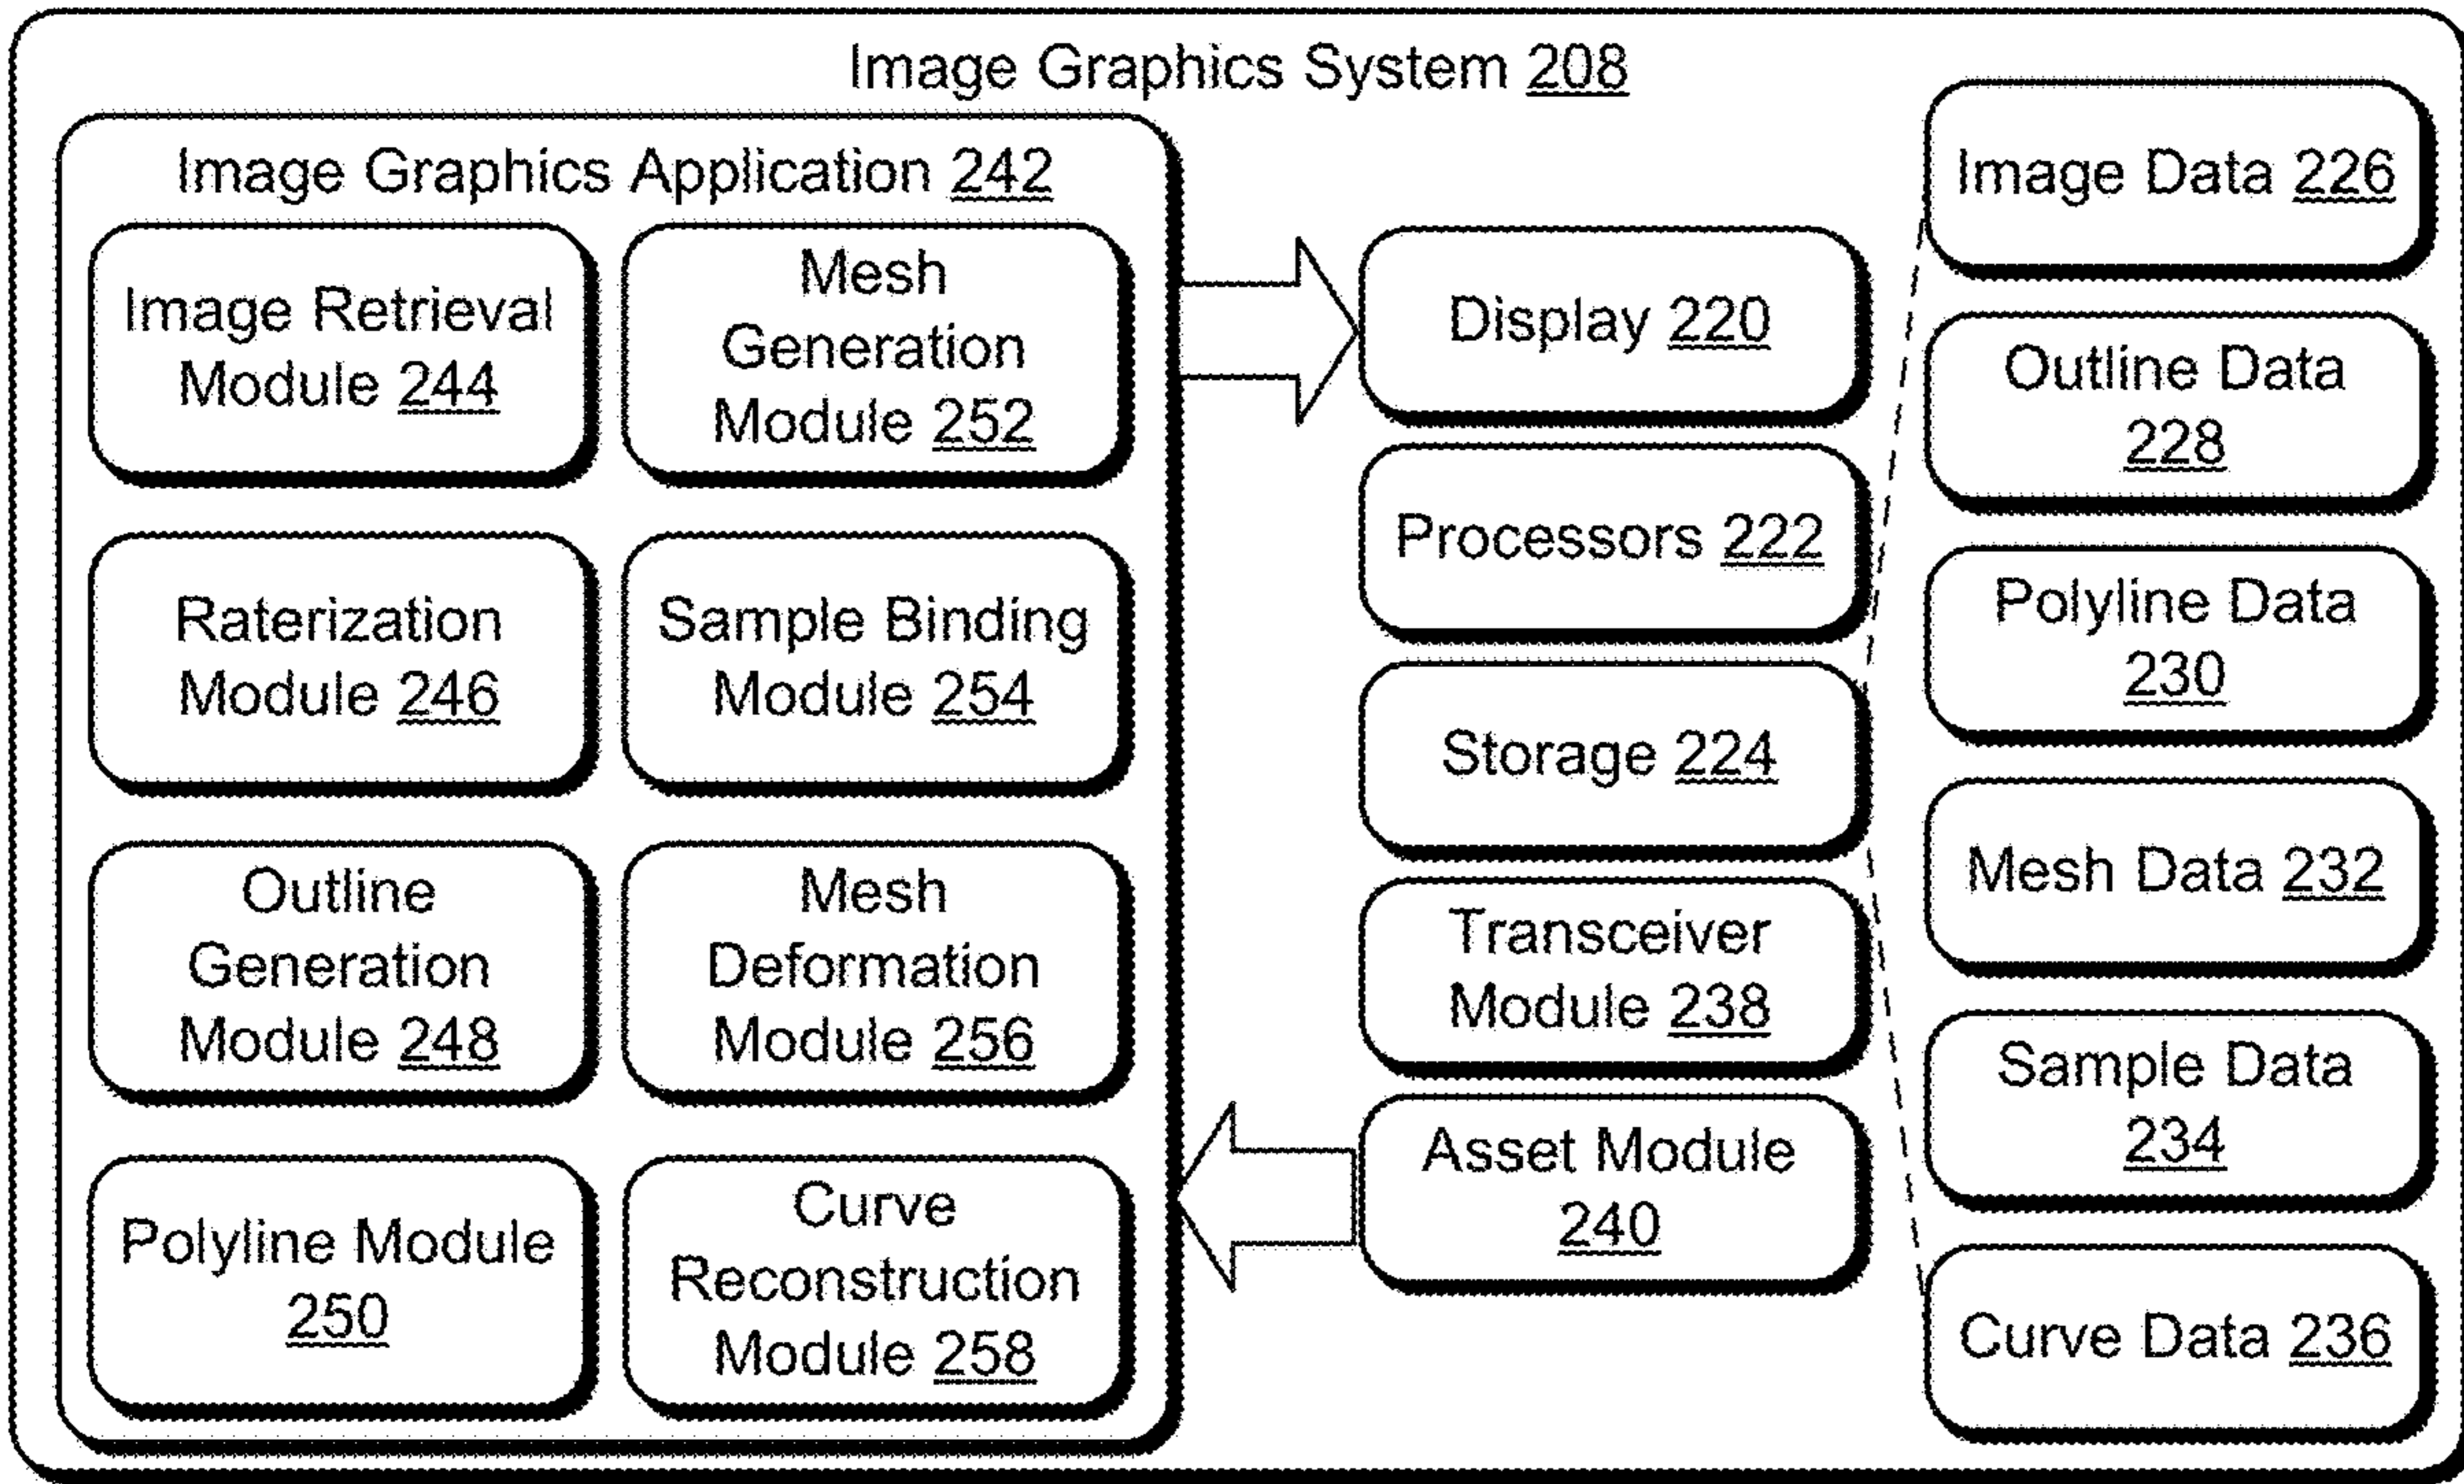 Image Graphics System 208
Image Graphics Application 242
Image Retrieval
Module 244
Mesh
Generation
Module 252
Raterization
Module 246
Sample Binding
Module 254
Outline
Generation
Module 248
Mesh
Deformation
Module 256
Polyline Module
250
Curve
Reconstruction
Module 258
Display 220
Processors 222
Storage 224
Transceiver
Module 238
Asset Module
240
Image Data 226
Outline Data
228
Polyline Data
230
Mesh Data 232
Sample Data
234
Curve Data 236